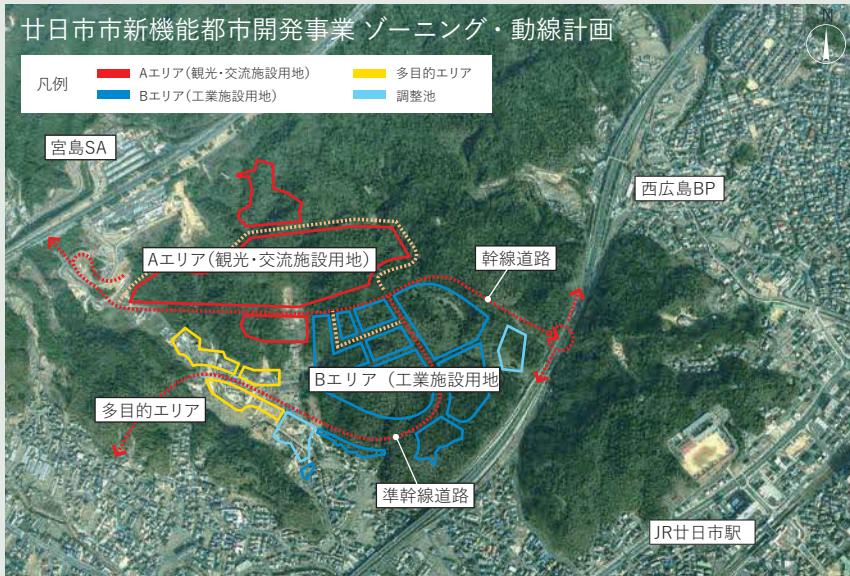 廿日市市新機能都市開発事業 ゾーニング・動線計画
N
凡例
Aエリア(観光・交流施設用地)
多目的エリア
Bエリア(工業施設用地)
調整池
宮島SA
西広島BP
Aエリア(観光・交流施設用地)
幹線道路
Bエリア（工業施設用地
多目的エリア
準幹線道路
JR廿日市駅